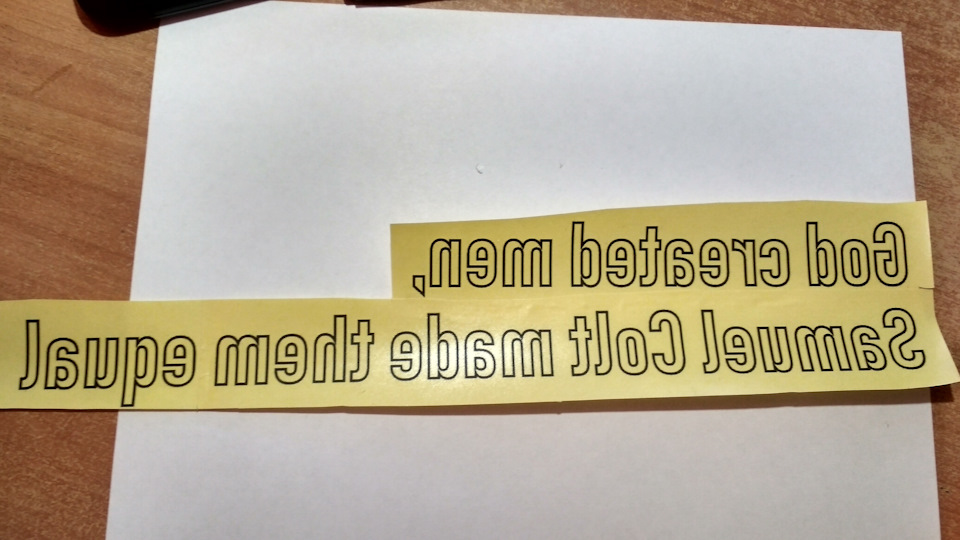 God created men,
Samuel Colt made them equal